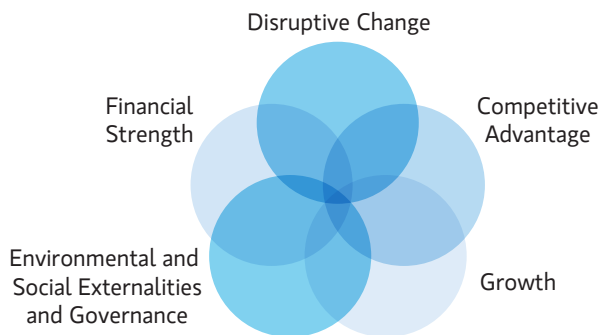 Disruptive Change
Financial
Strength
Competitive
Advantage
Environmental and
Social Externalities
and Governance
Growth